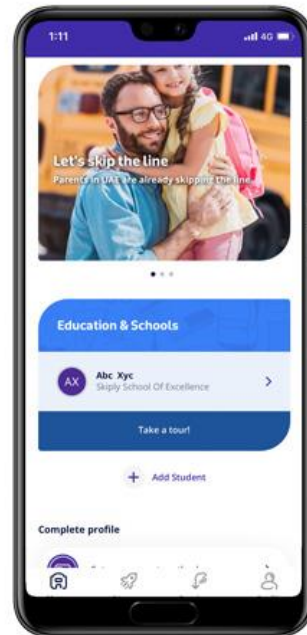 1:11
4G
Let's skip the line
Parents in UAE are already skipping the line.
Education & Schools
AX
Abc Xyc
Skiply School Of Excellence
Take a tour!
+ Add Student
Complete profile